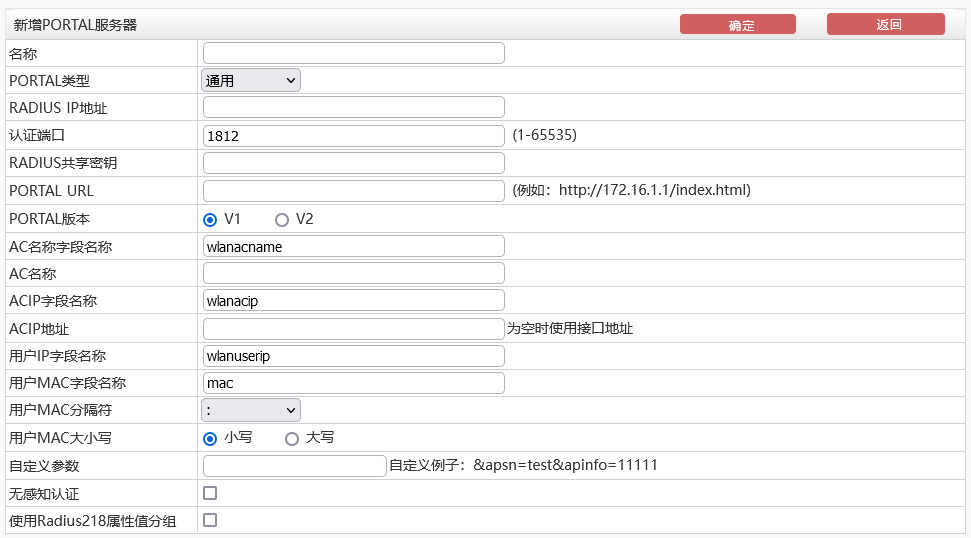 新增PORTAL服务器 确定 返回
名称
PORTAL类型 通用
RADIUS IP地址
认证端口 1812 (1-65535)
RADIUS共享密钥
PORTAL URL (例如：http://172.16.1.1/index.html)
PORTAL版本 V1 V2
AC名称字段名称 wlanacname
AC名称
ACIP字段名称 wlanacip
ACIP地址 为空时使用接口地址
用户IP字段名称 wlanuserip
用户MAC字段名称 mac
用户MAC分隔符 :
用户MAC大小写 小写 大写
自定义参数 自定义例子：&apsn=test&apinfo=11111
无感知认证
使用Radius218属性值分组